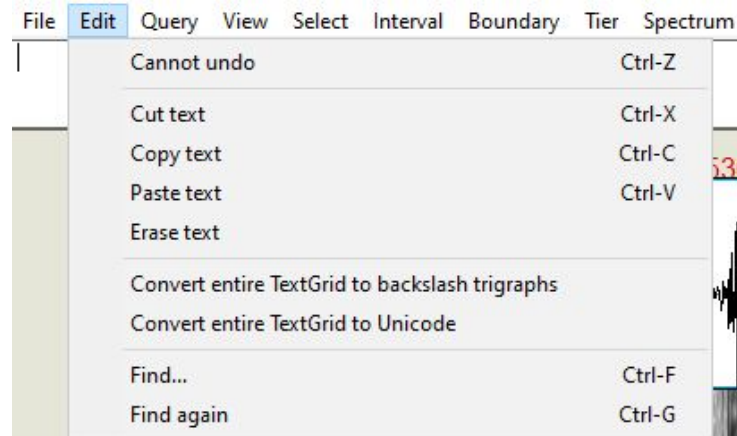 File Edit Query View Select Interval Boundary Tier Spectrum
Cannot undo Ctrl-Z
Cut text Ctrl-X
Copy text Ctrl-C
Paste text Ctrl-V
Erase text
Convert entire TextGrid to backslash trigraphs
Convert entire TextGrid to Unicode
Find... Ctrl-F
Find again Ctrl-G